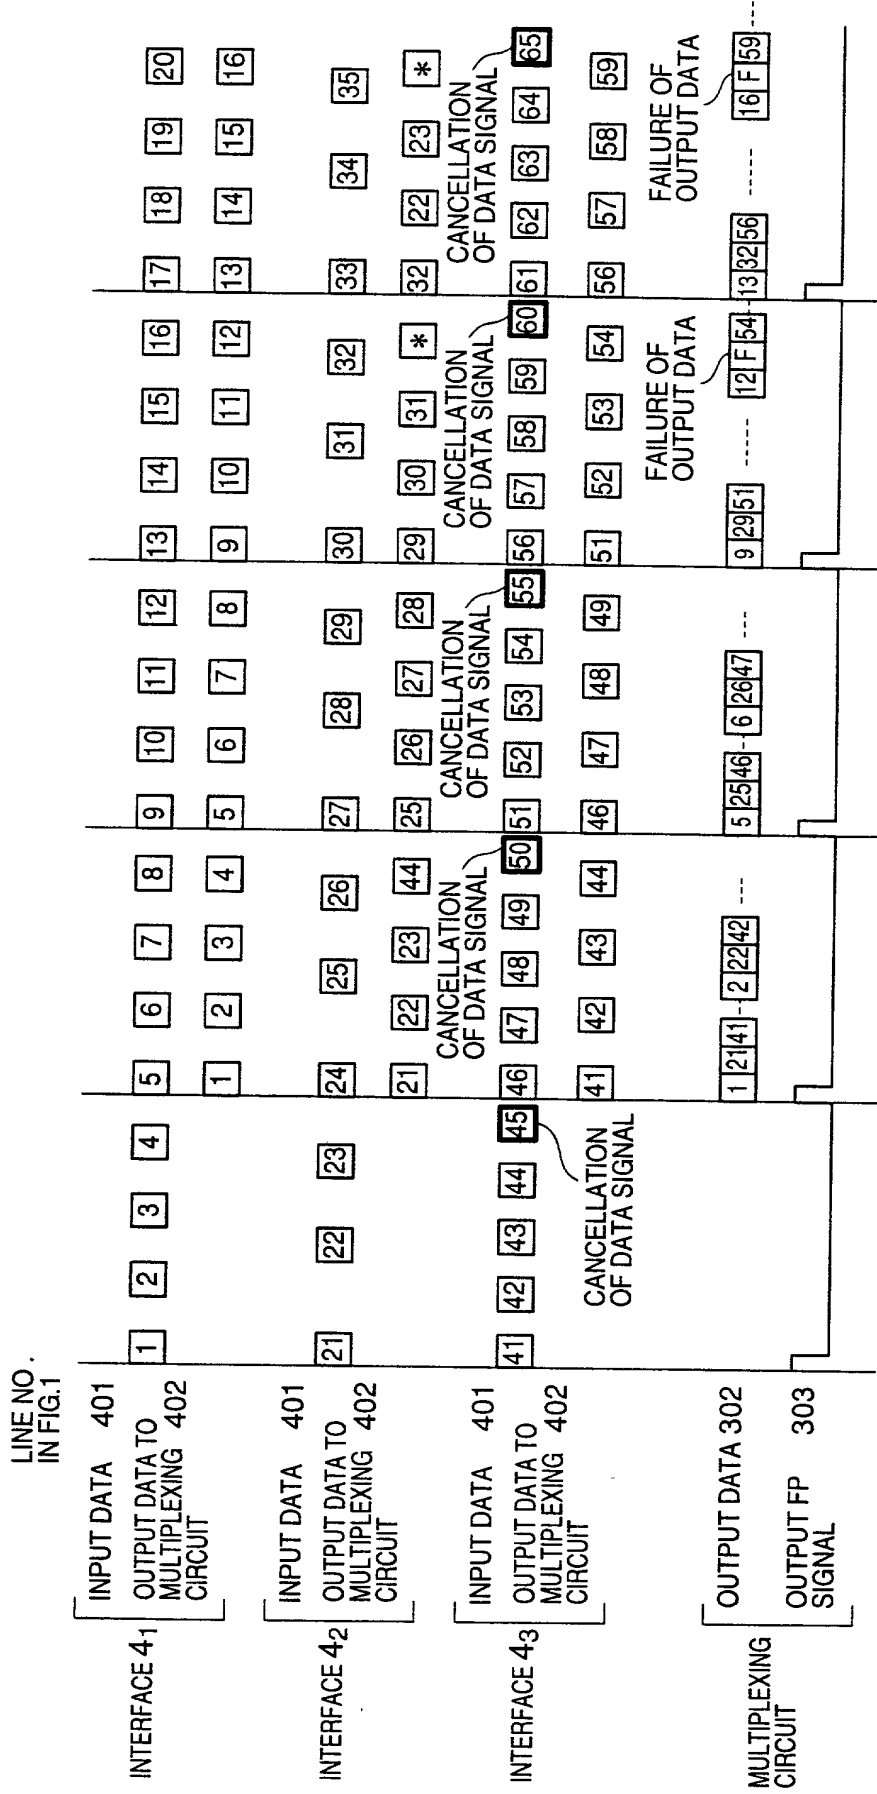 LINE NO.
IN FIG.1
INTERFACE 41
INPUT DATA 401
1 2 3 4 5 6 7 8 9 10 11 12 13 14 15 16 17 18 19 20
OUTPUT DATA TO
MULTIPLEXING 402
CIRCUIT
1 2 3 4 5 6 7 8 9 10 11 12 13 14 15 16
INTERFACE 42
INPUT DATA 401
21 22 23 24 25 26 27 28 29 30 31 32 33 34 35
OUTPUT DATA TO
MULTIPLEXING 402
CIRCUIT
21 22 23 44 25 26 27 28 29 30 31 * 32 22 23 *
INTERFACE 43
CANCELLATION
OF DATA SIGNAL
CANCELLATION
OF DATA SIGNAL
CANCELLATION
OF DATA SIGNAL
CANCELLATION
OF DATA SIGNAL
INPUT DATA 401
41 42 43 44 45 46 47 48 49 50 51 52 53 54 55 56 57 58 59 60 61 62 63 64 65
OUTPUT DATA TO
MULTIPLEXING 402
CIRCUIT
CANCELLATION
OF DATA SIGNAL
41 42 43 44 46 47 48 49 51 52 53 54 56 57 58 59
FAILURE OF
OUTPUT DATA
FAILURE OF
OUTPUT DATA
MULTIPLEXING
CIRCUIT
OUTPUT DATA 302
1 21 41 -- 2 22 42 --- 5 25 46 -- 6 26 47 --- 9 29 51 ----- 12 F 54 -- 13 32 56 ----- 16 F 59 ----
OUTPUT FP 303
SIGNAL